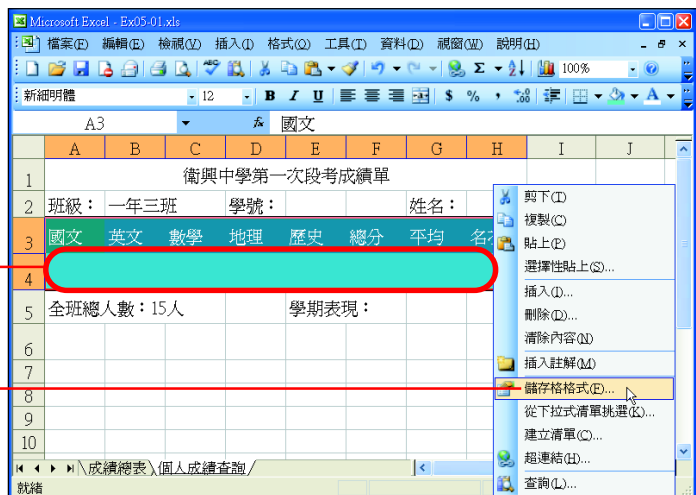 Microsoft Excel - Ex05-01.xls
檔案(F) 編輯(E) 檢視(V) 插入(I) 格式(O) 工具(T) 資料(D) 視窗(W) 說明(H)
100%
新細明體 12 B I U $ % ,
A3 fx 國文
A B C D E F G H I J
1 衛興中學第一次段考成績單
2 班級： 一年三班 學號： 姓名：
3 國文 英文 數學 地理 歷史 總分 平均
4
5 全班總人數：15人 學期表現：
6
7
8
9
10
剪下(T)
複製(C)
貼上(P)
選擇性貼上(S)...
插入(I)...
刪除(D)...
清除內容(N)
插入註解(M)
儲存格格式(F)...
從下拉式清單挑選(K)...
建立清單(C)...
超連結(H)...
查詢(L)...
成績總表 個人成績查詢
就緒